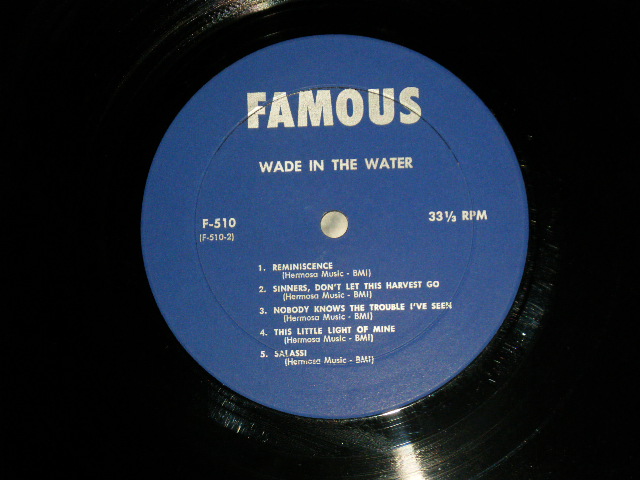 FAMOUS
WADE IN THE WATER
F-510
(F-510-2)
33⅓ RPM
1. REMINISCENCE
(Hermosa Music - BMI)
2. SINNERS, DON'T LET THIS HARVEST GO
(Hermosa Music - BMI)
3. NOBODY KNOWS THE TROUBLE I'VE SEEN
(Hermosa Music - BMI)
4. THIS LITTLE LIGHT OF MINE
(Hermosa Music - BMI)
5. SALASSI
(Hermosa Music - BMI)